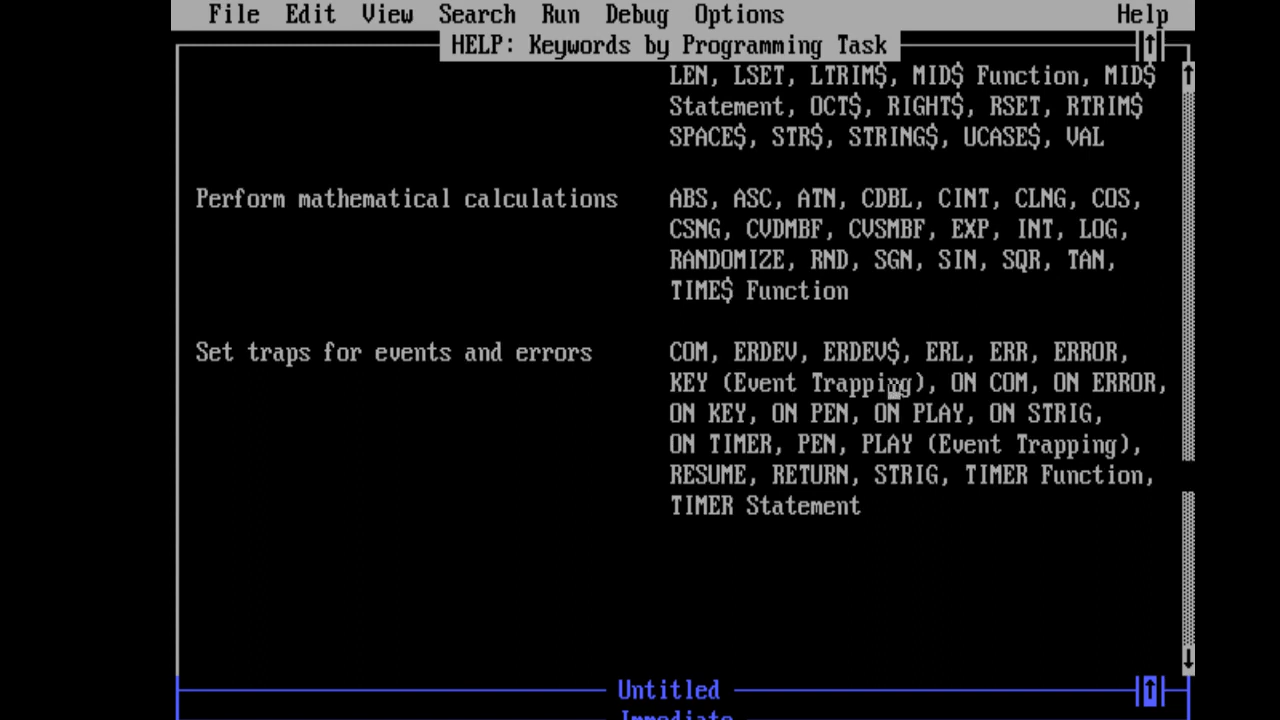 File Edit View Search Run Debug Options Help
HELP: Keywords by Programming Task
LEN, LSET, LTRIM$, MID$ Function, MID$
Statement, OCT$, RIGHT$, RSET, RTRIM$
SPACE$, STR$, STRING$, UCASE$, VAL
Perform mathematical calculations ABS, ASC, ATN, CDBL, CINT, CLNG, COS,
CSNG, CVDMBF, CVSMBF, EXP, INT, LOG,
RANDOMIZE, RND, SGN, SIN, SQR, TAN,
TIME$ Function
Set traps for events and errors COM, ERDEV, ERDEV$, ERL, ERR, ERROR,
KEY (Event Trapping), ON COM, ON ERROR,
ON KEY, ON PEN, ON PLAY, ON STRIG,
ON TIMER, PEN, PLAY (Event Trapping),
RESUME, RETURN, STRIG, TIMER Function,
TIMER Statement
Untitled
Immediate